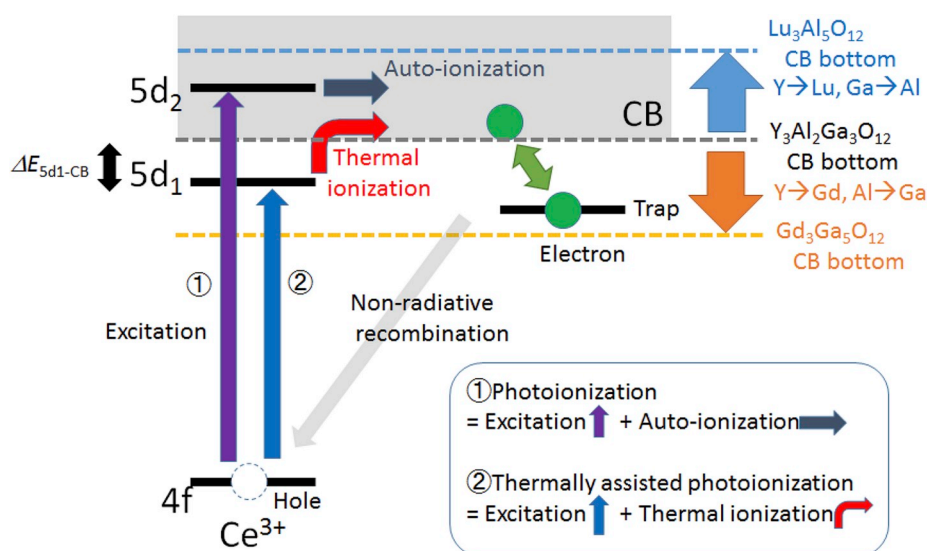 Lu₃Al₅O₁₂
CB bottom
Y→Lu, Ga→Al
5d₂
Auto-ionization
CB
Y₃Al₂Ga₃O₁₂
CB bottom
ΔE5d1-CB
5d₁
Thermal
ionization
Y→Gd, Al→Ga
Trap
Gd₃Ga₅O₁₂
CB bottom
Electron
①
②
Non-radiative
recombination
Excitation
①Photoionization
= Excitation + Auto-ionization
②Thermally assisted photoionization
= Excitation + Thermal ionization
4f
Hole
Ce³⁺